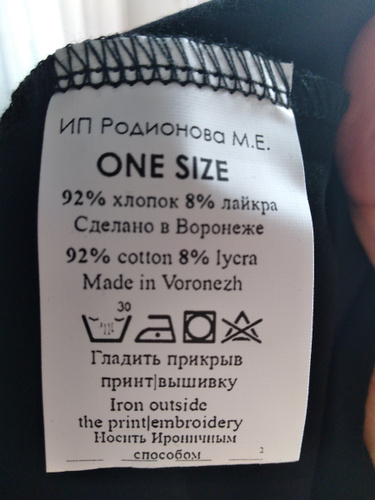 ИП Родионова М.Е.
ONE SIZE
92% хлопок 8% лайкра
Сделано в Воронеже
92% cotton 8% lycra
Made in Voronezh
30
Гладить прикрыв
принт|вышивку
Iron outside
the print|embroidery
Носить Ироничным
способом
2